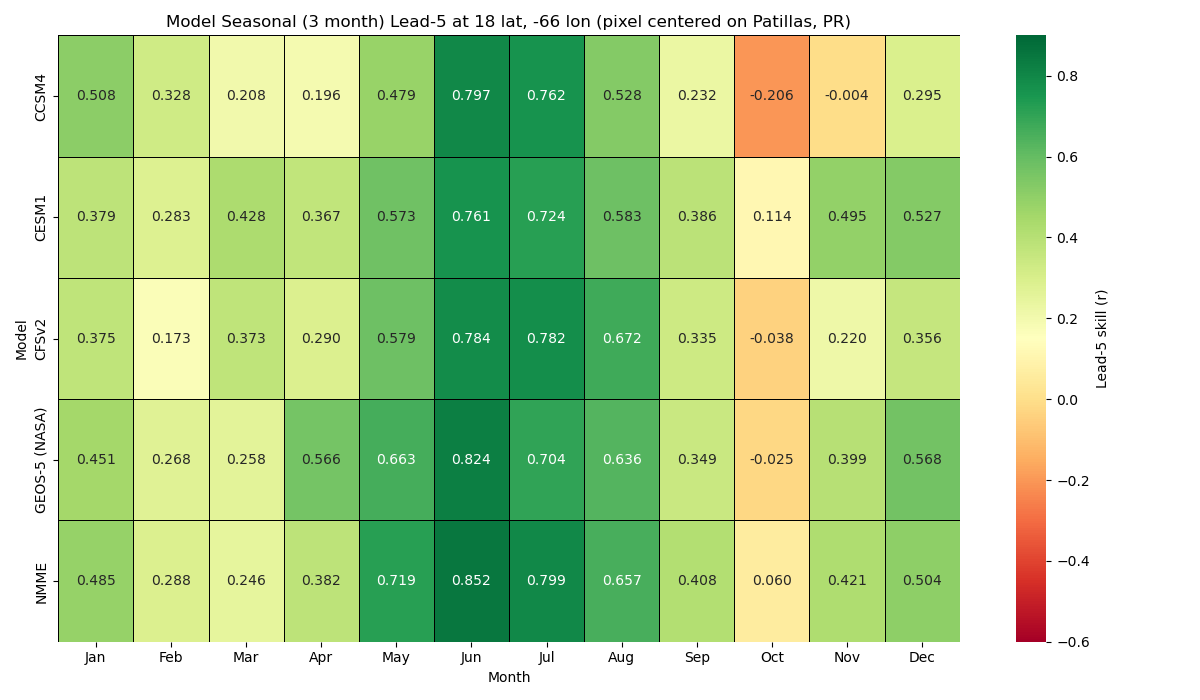 Model Seasonal (3 month) Lead-5 at 18 lat, -66 lon (pixel centered on Patillas, PR)
Model
CCSM4 0.508 0.328 0.208 0.196 0.479 0.797 0.762 0.528 0.232 -0.206 -0.004 0.295
CESM1 0.379 0.283 0.428 0.367 0.573 0.761 0.724 0.583 0.386 0.114 0.495 0.527
CFSv2 0.375 0.173 0.373 0.290 0.579 0.784 0.782 0.672 0.335 -0.038 0.220 0.356
GEOS-5 (NASA) 0.451 0.268 0.258 0.566 0.663 0.824 0.704 0.636 0.349 -0.025 0.399 0.568
NMME 0.485 0.288 0.246 0.382 0.719 0.852 0.799 0.657 0.408 0.060 0.421 0.504
Jan Feb Mar Apr May Jun Jul Aug Sep Oct Nov Dec
Month
0.8
0.6
0.4
0.2
0.0
−0.2
−0.4
−0.6
Lead-5 skill (r)